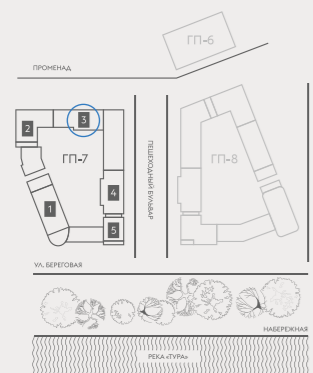 ГП-6
ПРОМЕНАД
3
2
ГП-7
ПЕШЕХОДНЫЙ БУЛЬВАР
ГП-8
4
1
5
УЛ. БЕРЕГОВАЯ
НАБЕРЕЖНАЯ
РЕКА «ТУРА»